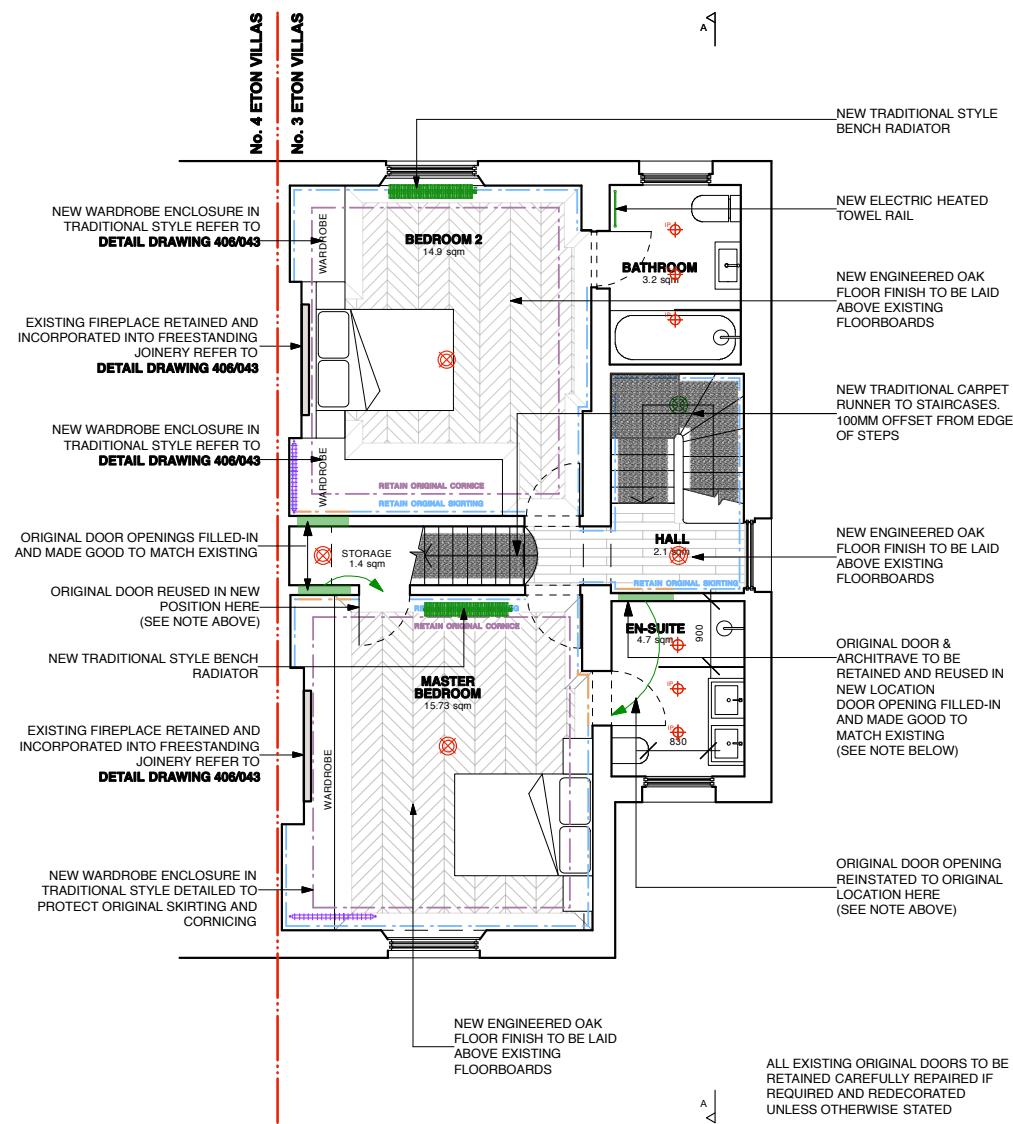 No. 4 ETON VILLAS
No. 3 ETON VILLAS
A
NEW TRADITIONAL STYLE
BENCH RADIATOR
NEW WARDROBE ENCLOSURE IN
TRADITIONAL STYLE REFER TO
DETAIL DRAWING 406/043
EXISTING FIREPLACE RETAINED AND
INCORPORATED INTO FREESTANDING
JOINERY REFER TO
DETAIL DRAWING 406/043
NEW WARDROBE ENCLOSURE IN
TRADITIONAL STYLE REFER TO
DETAIL DRAWING 406/043
ORIGINAL DOOR OPENINGS FILLED-IN
AND MADE GOOD TO MATCH EXISTING
ORIGINAL DOOR REUSED IN NEW
POSITION HERE
(SEE NOTE ABOVE)
NEW TRADITIONAL STYLE BENCH
RADIATOR
EXISTING FIREPLACE RETAINED AND
INCORPORATED INTO FREESTANDING
JOINERY REFER TO
DETAIL DRAWING 406/043
NEW WARDROBE ENCLOSURE IN
TRADITIONAL STYLE DETAILED TO
PROTECT ORIGINAL SKIRTING AND
CORNICING
WARDROBE
BEDROOM 2
14.9 sqm
WARDROBE
RETAIN ORIGINAL CORNICE
RETAIN ORIGINAL SKIRTING
IP
BATHROOM
3.2 sqm
IP
IP
STORAGE
1.4 sqm
HALL
2.1 sqm
RETAIN ORIGINAL SKIRTING
RETAIN ORIGINAL CORNICE
MASTER
BEDROOM
15.73 sqm
WARDROBE
EN-SUITE
4.7 sqm
900
IP
IP
IP
830
NEW ELECTRIC HEATED
TOWEL RAIL
NEW ENGINEERED OAK
FLOOR FINISH TO BE LAID
ABOVE EXISTING
FLOORBOARDS
NEW TRADITIONAL CARPET
RUNNER TO STAIRCASES.
100MM OFFSET FROM EDGE
OF STEPS
NEW ENGINEERED OAK
FLOOR FINISH TO BE LAID
ABOVE EXISTING
FLOORBOARDS
ORIGINAL DOOR &
ARCHITRAVE TO BE
RETAINED AND REUSED IN
NEW LOCATION
DOOR OPENING FILLED-IN
AND MADE GOOD TO
MATCH EXISTING
(SEE NOTE BELOW)
ORIGINAL DOOR OPENING
REINSTATED TO ORIGINAL
LOCATION HERE
(SEE NOTE ABOVE)
NEW ENGINEERED OAK
FLOOR FINISH TO BE LAID
ABOVE EXISTING
FLOORBOARDS
ALL EXISTING ORIGINAL DOORS TO BE
RETAINED CAREFULLY REPAIRED IF
REQUIRED AND REDECORATED
UNLESS OTHERWISE STATED
A